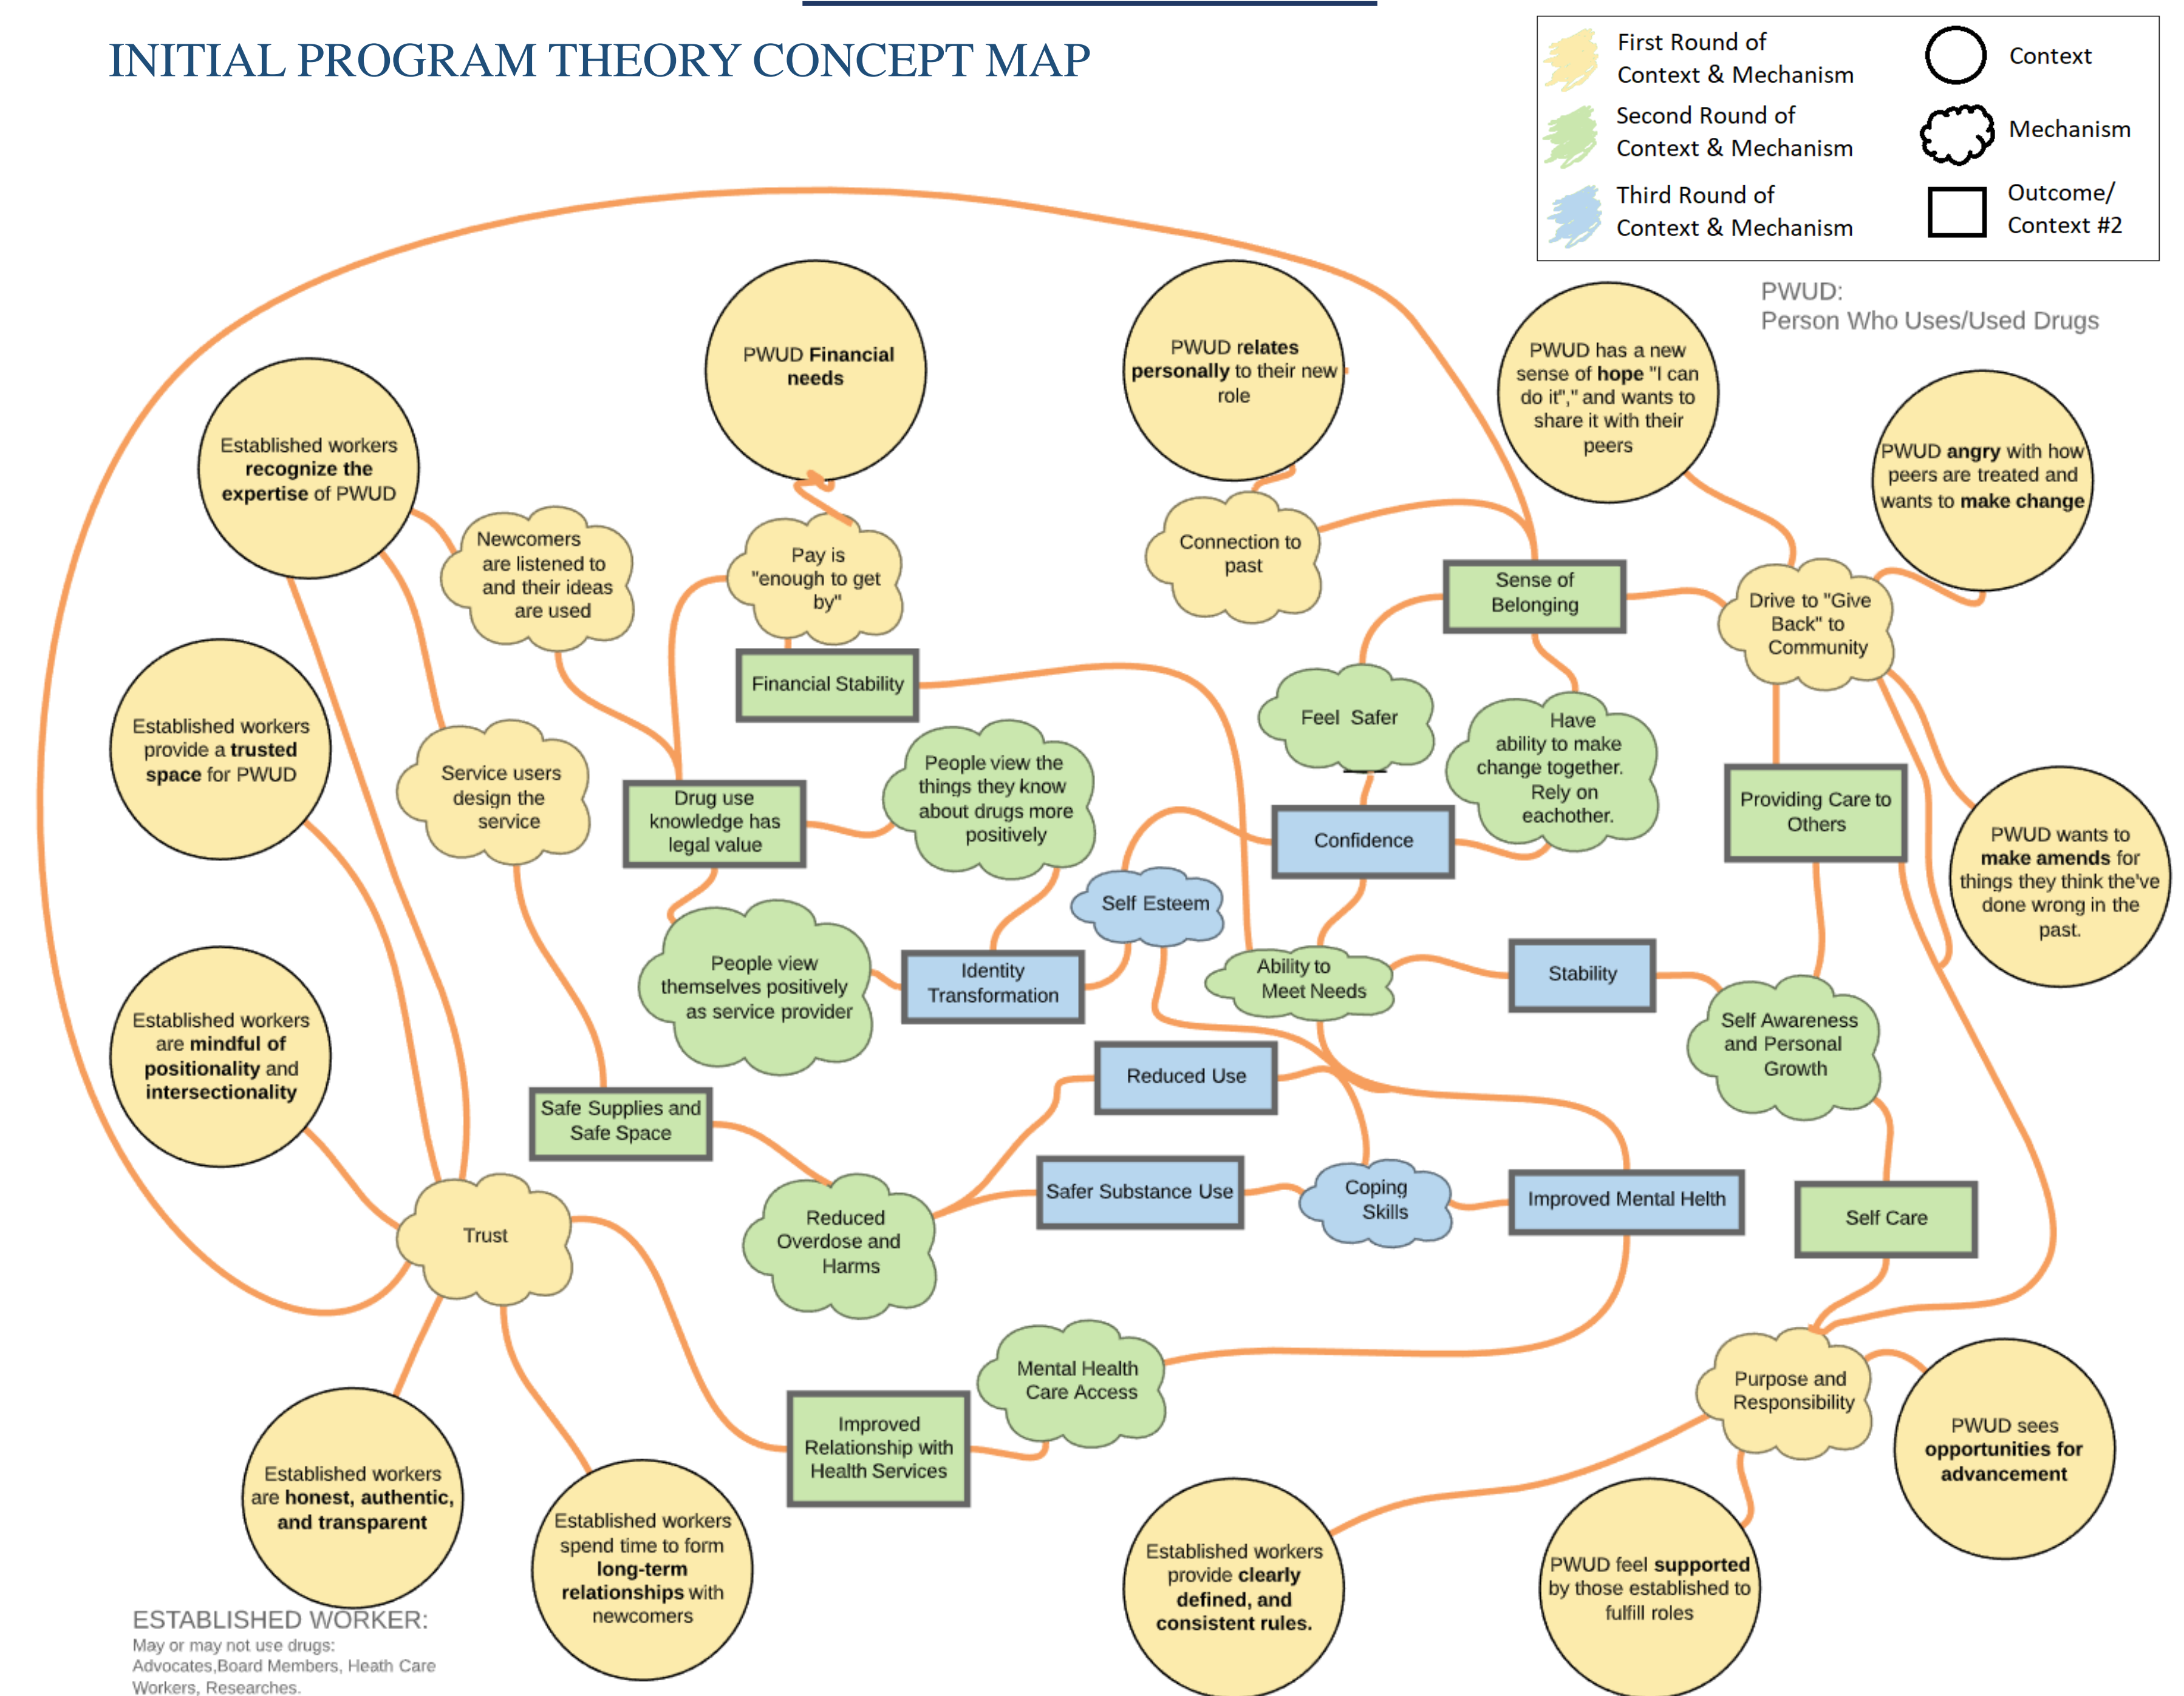 INITIAL PROGRAM THEORY CONCEPT MAP
First Round of
Context & Mechanism
Second Round of
Context & Mechanism
Third Round of
Context & Mechanism
Context
Mechanism
Outcome/
Context #2
PWUD:
Person Who Uses/Used Drugs
PWUD Financial
needs
PWUD relates
personally to their new
role
PWUD has a new
sense of hope "I can
do it"," and wants to
share it with their
peers
PWUD angry with how
peers are treated and
wants to make change
Established workers
recognize the
expertise of PWUD
Newcomers
are listened to
and their ideas
are used
Pay is
"enough to get
by"
Connection to
past
Sense of
Belonging
Drive to "Give
Back" to
Community
Financial Stability
Feel Safer
Have
ability to make
change together.
Rely on
eachother.
Established workers
provide a trusted
space for PWUD
Service users
design the
service
Drug use
knowledge has
legal value
People view the
things they know
about drugs more
positively
Confidence
Providing Care to
Others
PWUD wants to
make amends for
things they think the've
done wrong in the
past.
Self Esteem
People view
themselves positively
as service provider
Identity
Transformation
Ability to
Meet Needs
Stability
Self Awareness
and Personal
Growth
Established workers
are mindful of
positionality and
intersectionality
Safe Supplies and
Safe Space
Reduced Use
Safer Substance Use
Coping
Skills
Improved Mental Helth
Self Care
Trust
Reduced
Overdose and
Harms
Mental Health
Care Access
Improved
Relationship with
Health Services
Purpose and
Responsibility
PWUD sees
opportunities for
advancement
Established workers
are honest, authentic,
and transparent
Established workers
spend time to form
long-term
relationships with
newcomers
Established workers
provide clearly
defined, and
consistent rules.
PWUD feel supported
by those established to
fulfill roles
ESTABLISHED WORKER:
May or may not use drugs:
Advocates,Board Members, Heath Care
Workers, Researches.